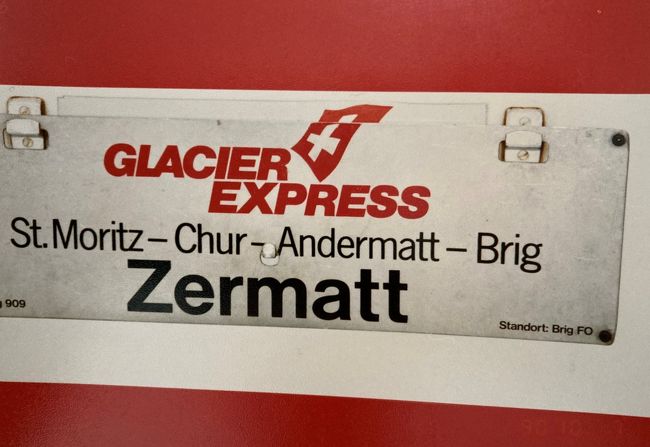 GLACIER
EXPRESS
St. Moritz – Chur – Andermatt – Brig
Zermatt
909
Standort: Brig FO